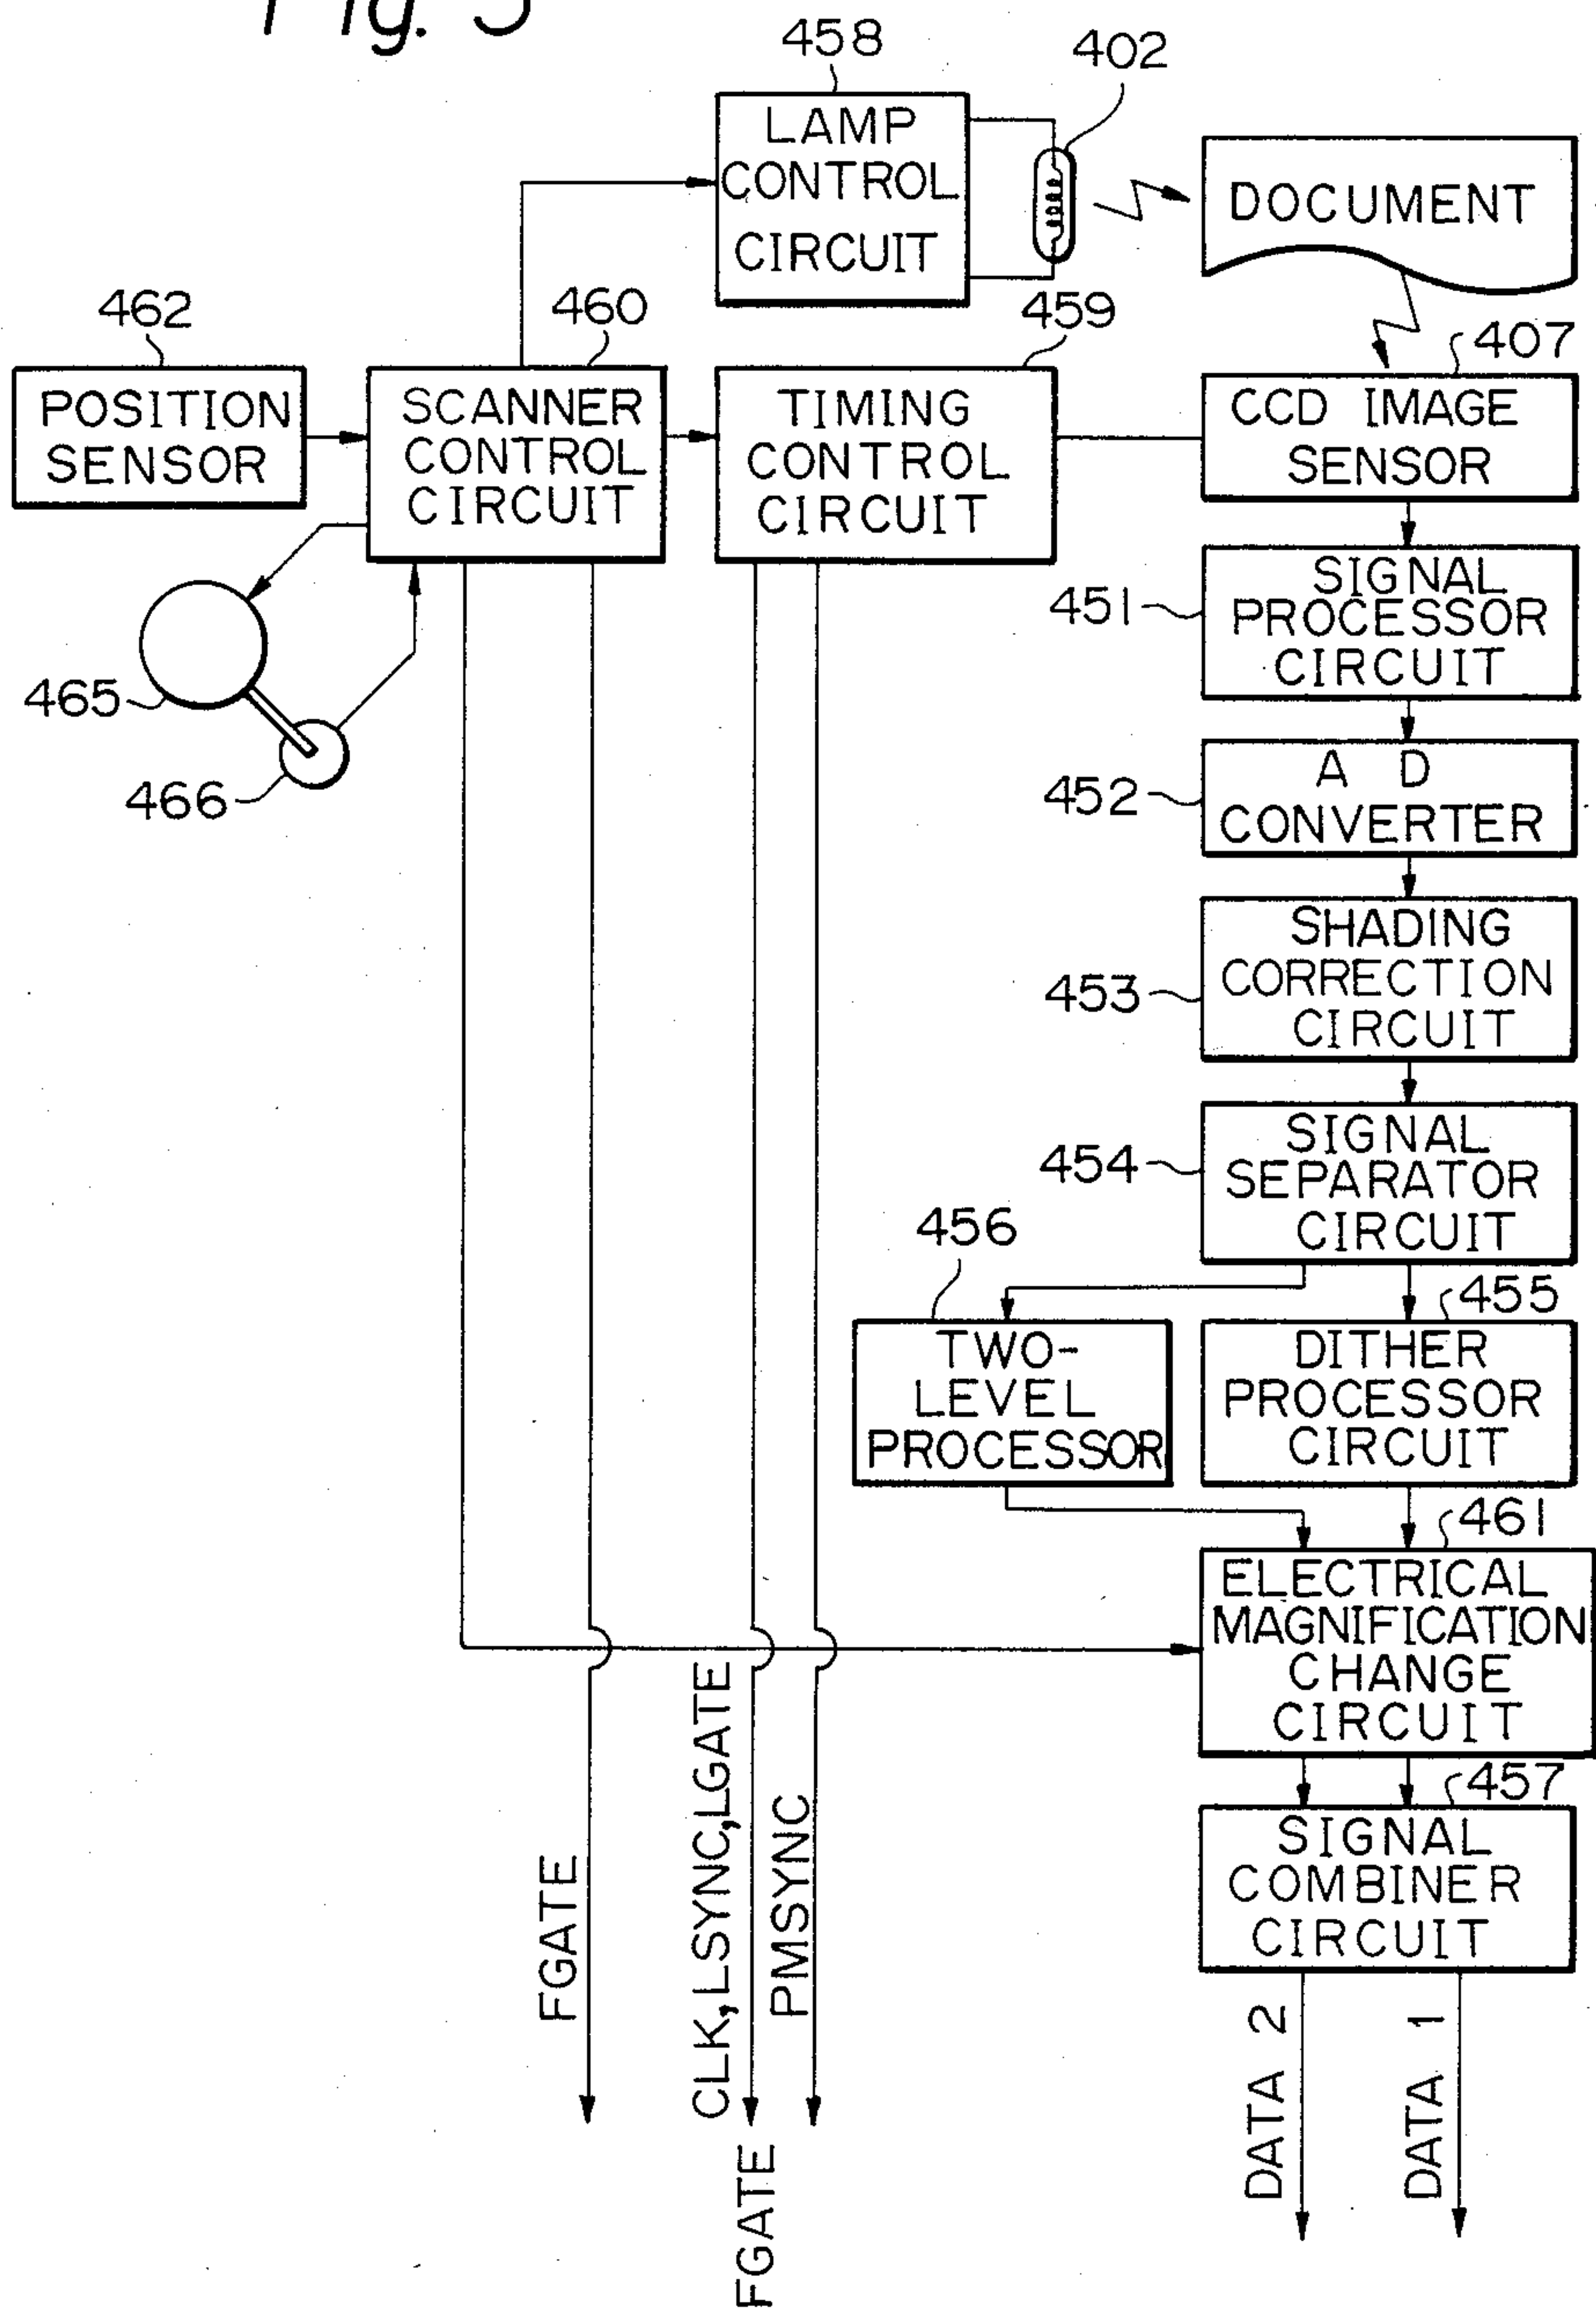 Fig. 5
458
402
LAMP
CONTROL
CIRCUIT
DOCUMENT
462
460
459
407
POSITION
SENSOR
SCANNER
CONTROL
CIRCUIT
TIMING
CONTROL
CIRCUIT
CCD IMAGE
SENSOR
465
466
451
SIGNAL
PROCESSOR
CIRCUIT
452
A D
CONVERTER
453
SHADING
CORRECTION
CIRCUIT
454
SIGNAL
SEPARATOR
CIRCUIT
456
455
TWO-
LEVEL
PROCESSOR
DITHER
PROCESSOR
CIRCUIT
461
ELECTRICAL
MAGNIFICATION
CHANGE
CIRCUIT
457
SIGNAL
COMBINER
CIRCUIT
FGATE
CLK,LSYNC,LGATE
PMSYNC
FGATE
DATA 2
DATA 1